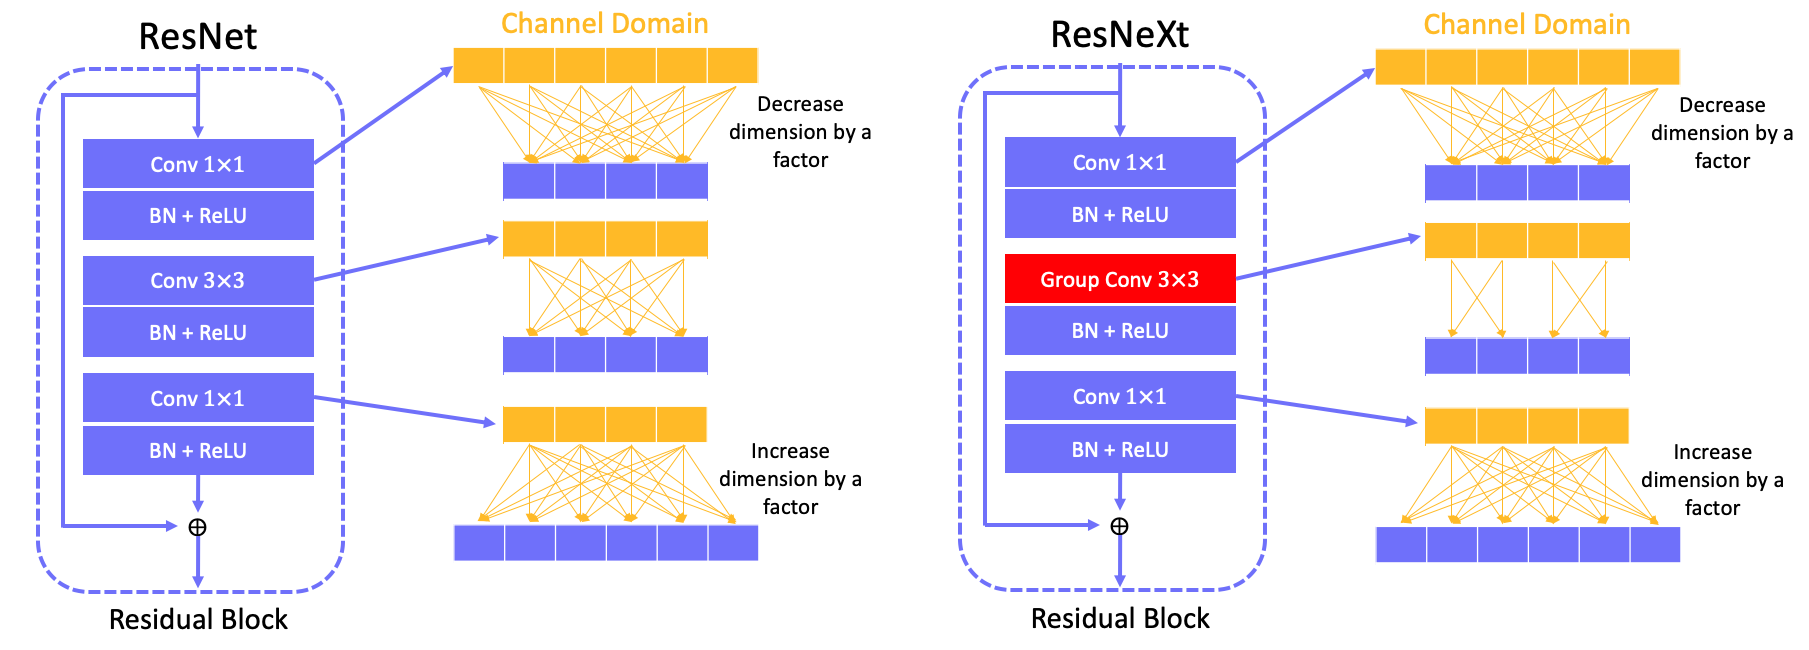 ResNet
Channel Domain
Conv 1×1
BN + ReLU
Conv 3×3
BN + ReLU
Conv 1×1
BN + ReLU
⊕
Residual Block
Decrease
dimension by a
factor
Increase
dimension by a
factor
ResNeXt
Channel Domain
Conv 1×1
BN + ReLU
Group Conv 3×3
BN + ReLU
Conv 1×1
BN + ReLU
⊕
Residual Block
Decrease
dimension by a
factor
Increase
dimension by a
factor